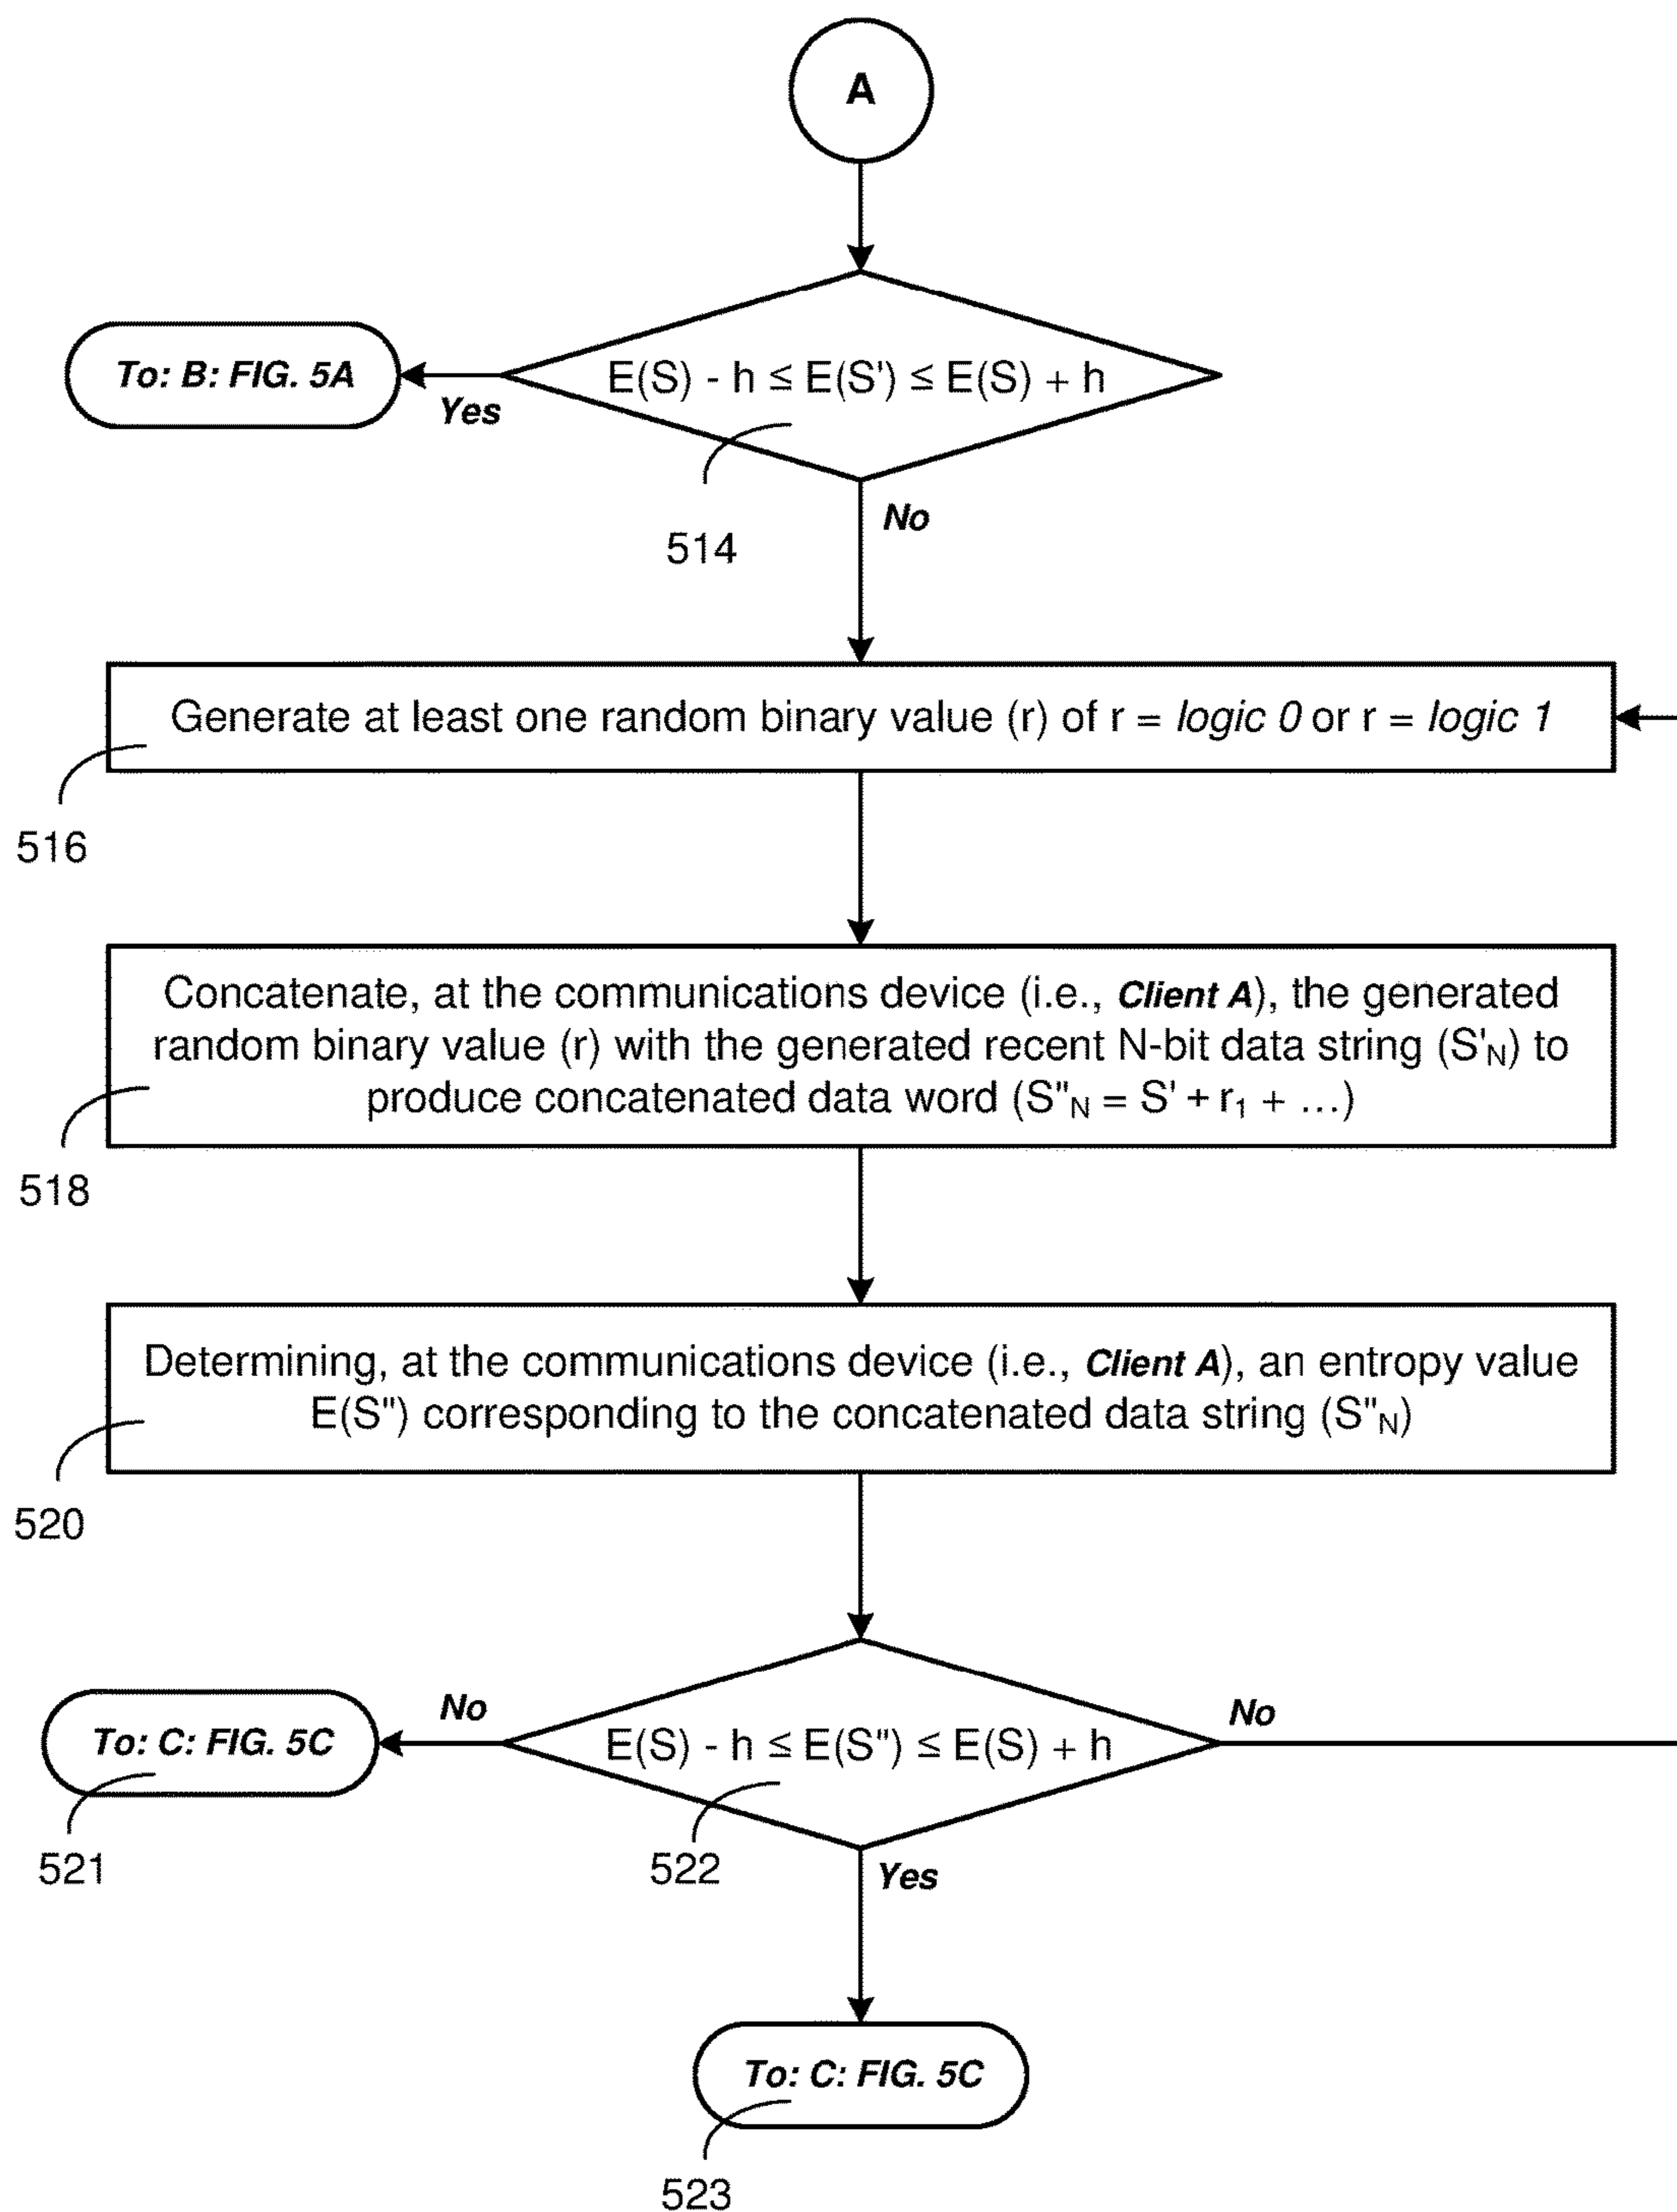 A
To: B: FIG. 5A
Yes
E(S) - h ≤ E(S') ≤ E(S) + h
514
No
Generate at least one random binary value (r) of r = logic 0 or r = logic 1
516
Concatenate, at the communications device (i.e., Client A), the generated
random binary value (r) with the generated recent N-bit data string (S'N) to
produce concatenated data word (S"N = S' + r1 + ...)
518
Determining, at the communications device (i.e., Client A), an entropy value
E(S") corresponding to the concatenated data string (S"N)
520
To: C: FIG. 5C
No
E(S) - h ≤ E(S") ≤ E(S) + h
No
521
522
Yes
To: C: FIG. 5C
523